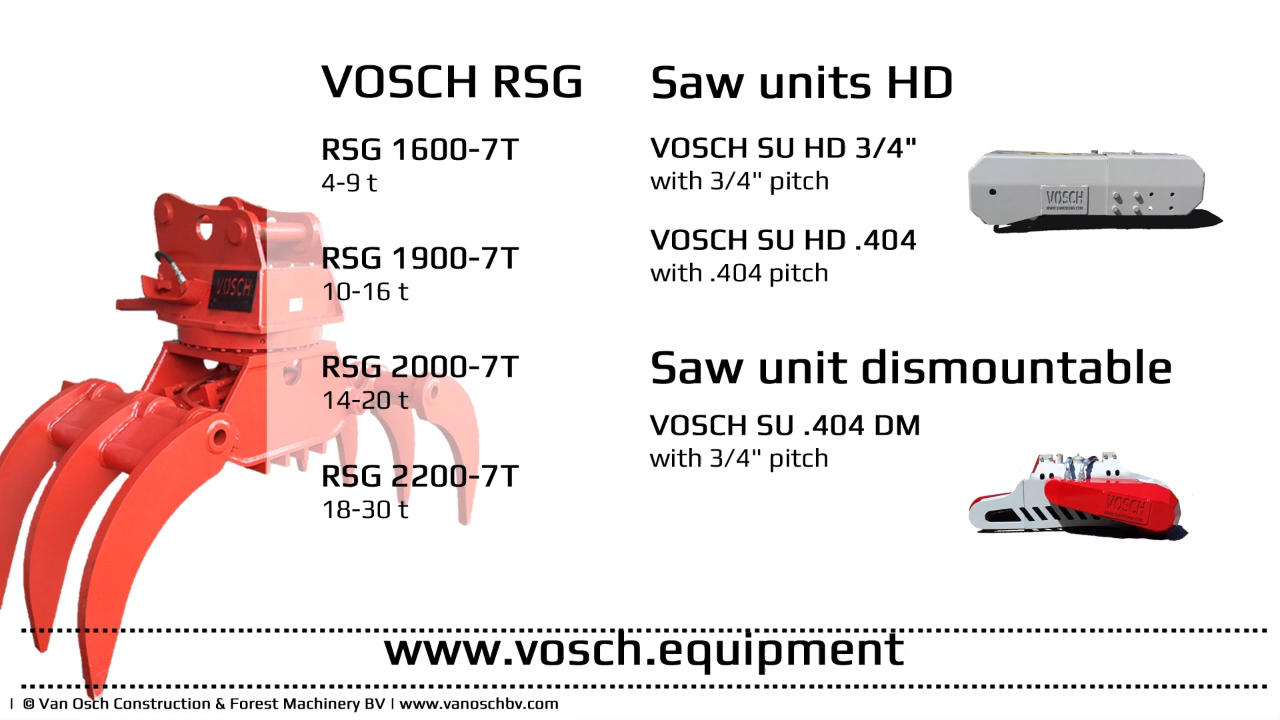 VOSCH RSG
RSG 1600-7T
4-9 t
RSG 1900-7T
10-16 t
RSG 2000-7T
14-20 t
RSG 2200-7T
18-30 t
Saw units HD
VOSCH SU HD 3/4"
with 3/4" pitch
VOSCH SU HD .404
with .404 pitch
Saw unit dismountable
VOSCH SU .404 DM
with 3/4" pitch
VOSCH
VOSCH
WWW.VANOSCHBV.COM
VOSCH
www.vosch.equipment
| © Van Osch Construction & Forest Machinery BV | www.vanoschbv.com